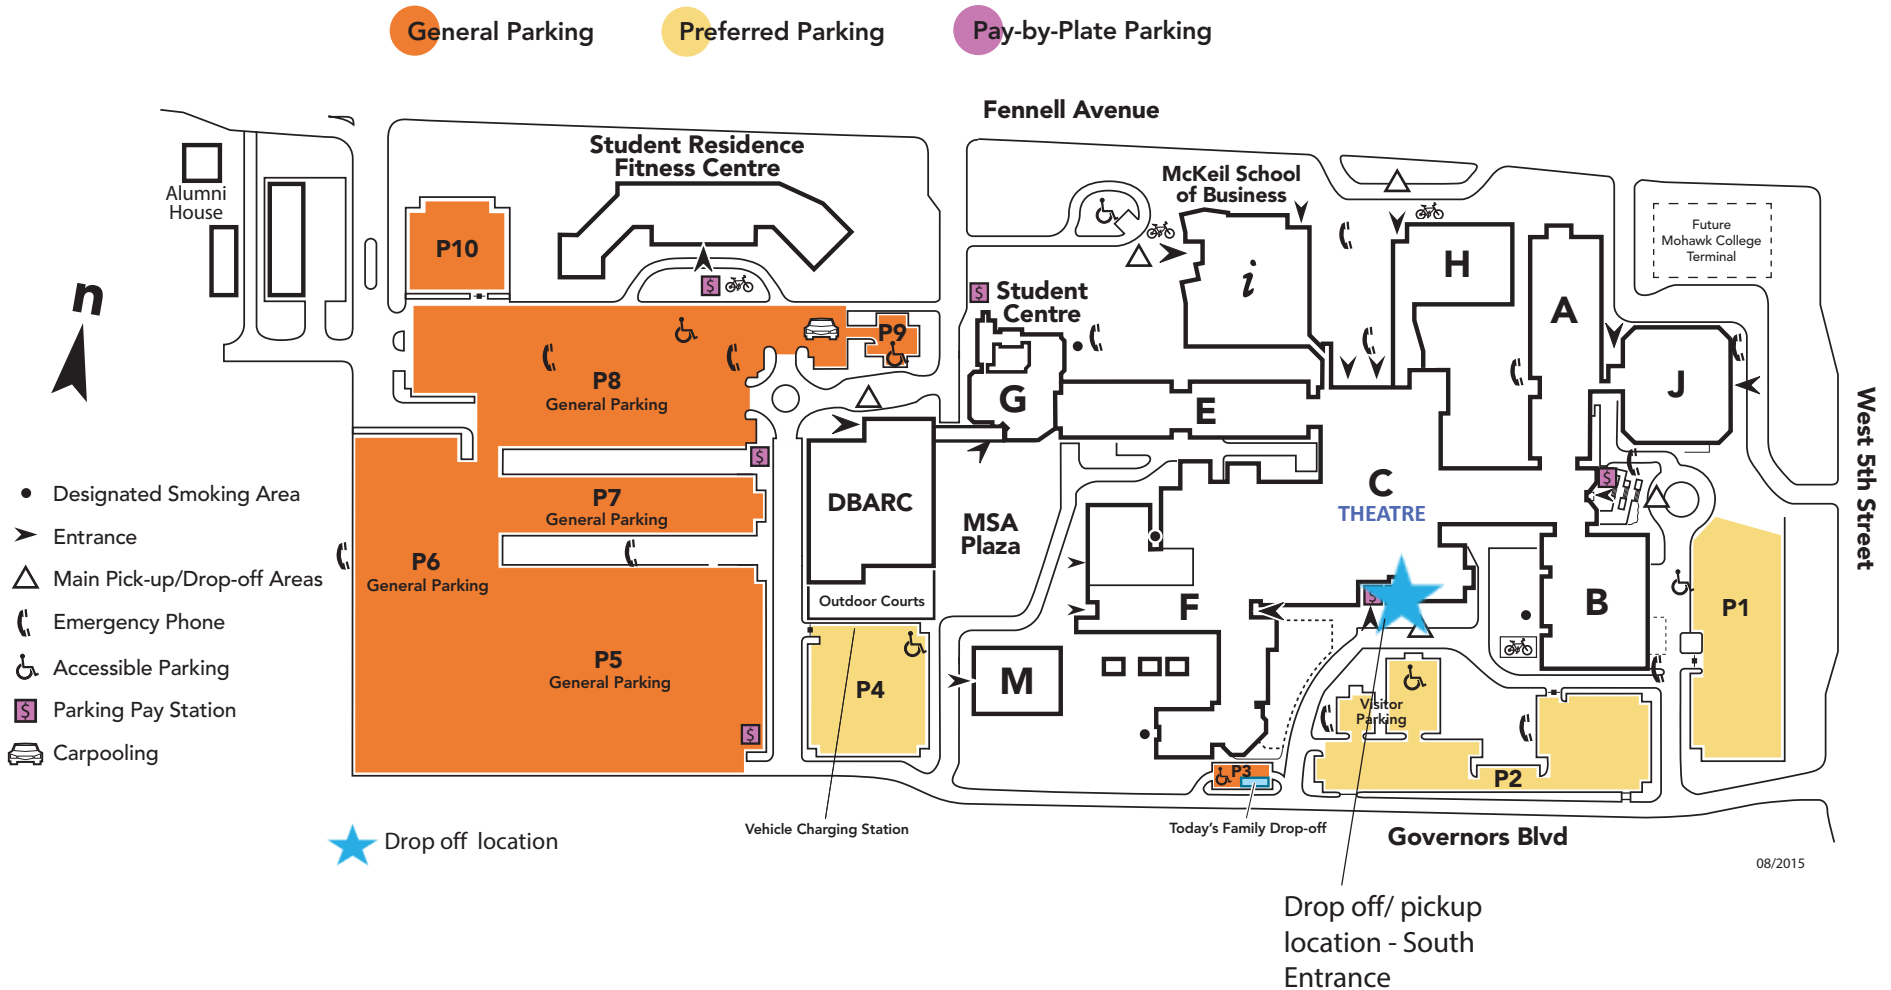 General Parking
Preferred Parking
Pay-by-Plate Parking
Fennell Avenue
Student Residence
Fitness Centre
McKeil School
of Business
Alumni
House
Future
Mohawk College
Terminal
P10
H
i
A
$
$
Student
Centre
P9
P8
General Parking
G
E
J
West 5th Street
n
$
$
C
THEATRE
DBARC
MSA
Plaza
P7
General Parking
P6
General Parking
Outdoor Courts
F
$
B
P1
P5
General Parking
P4
M
Visitor
Parking
$
P3
P2
Designated Smoking Area
Entrance
Main Pick-up/Drop-off Areas
Emergency Phone
Accessible Parking
$ Parking Pay Station
Carpooling
Drop off location
Vehicle Charging Station
Today's Family Drop-off
Governors Blvd
08/2015
Drop off/ pickup
location - South
Entrance